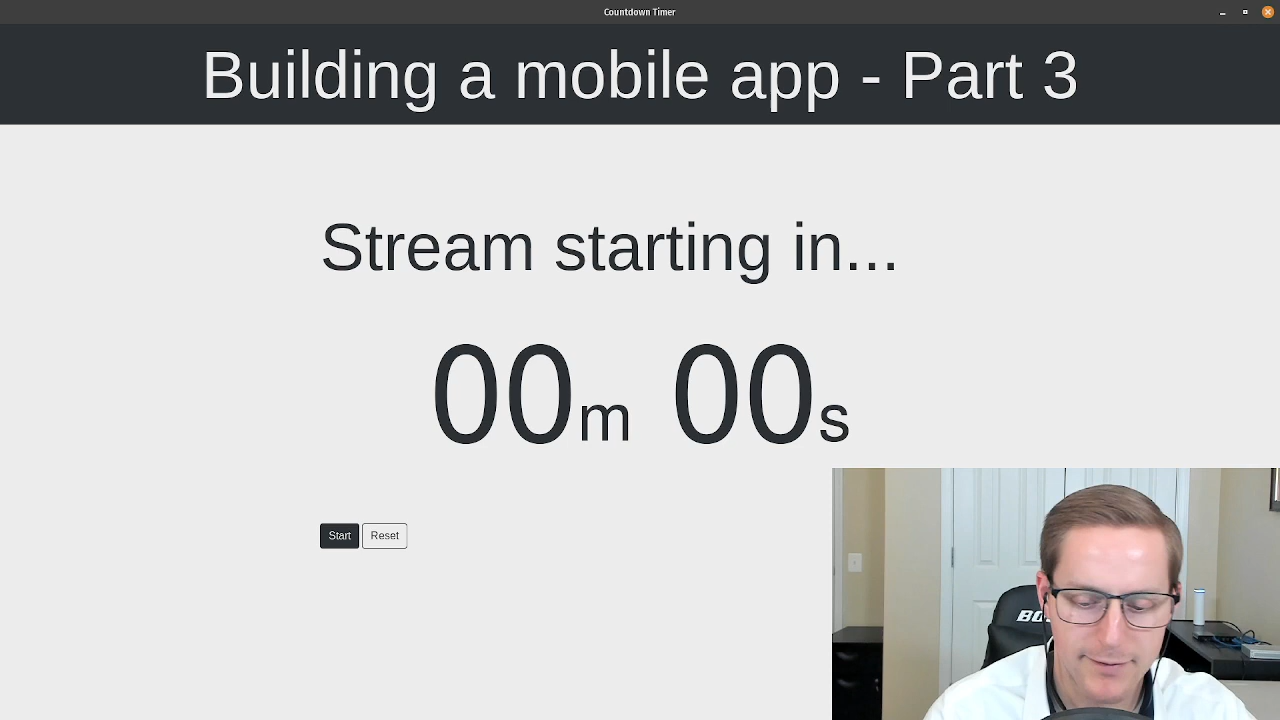 Countdown Timer
Building a mobile app - Part 3
Stream starting in...
00m 00s
Start Reset